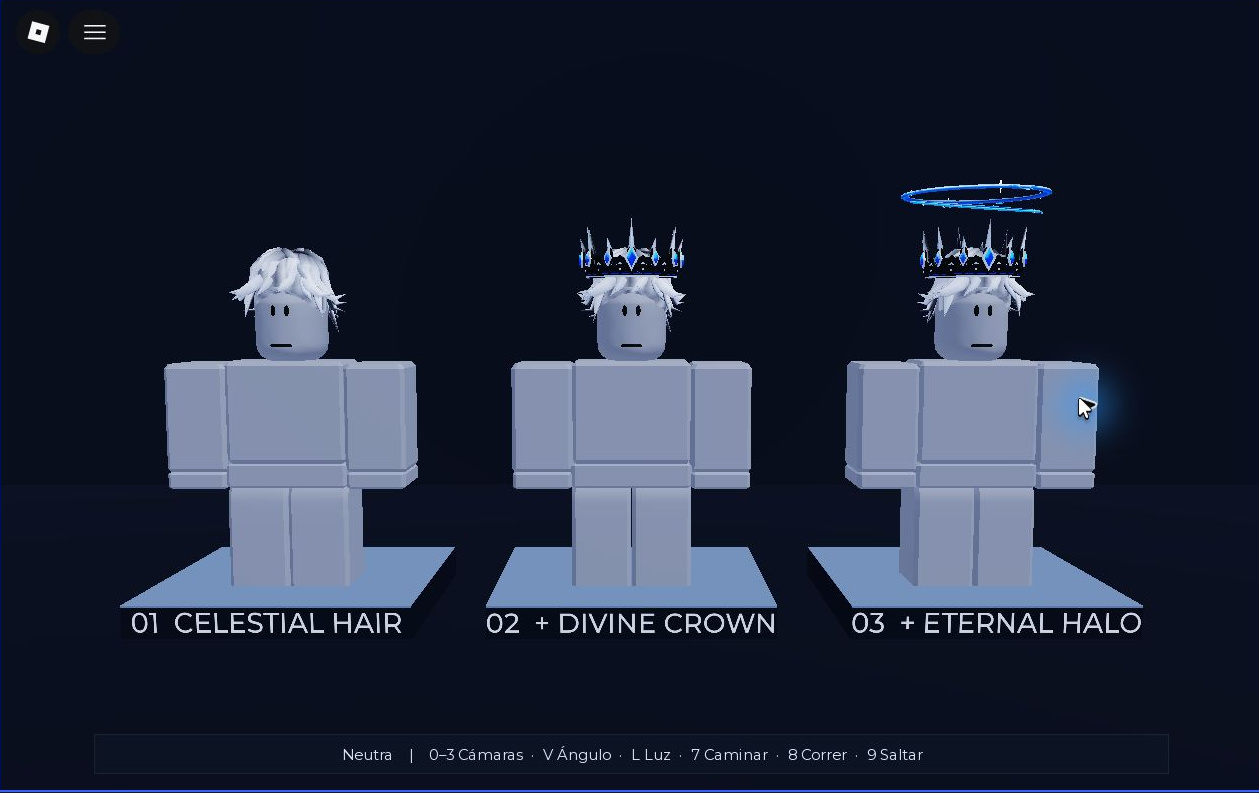 01 CELESTIAL HAIR
02 + DIVINE CROWN
03 + ETERNAL HALO
Neutra | 0–3 Cámaras · V Ángulo · L Luz · 7 Caminar · 8 Correr · 9 Saltar